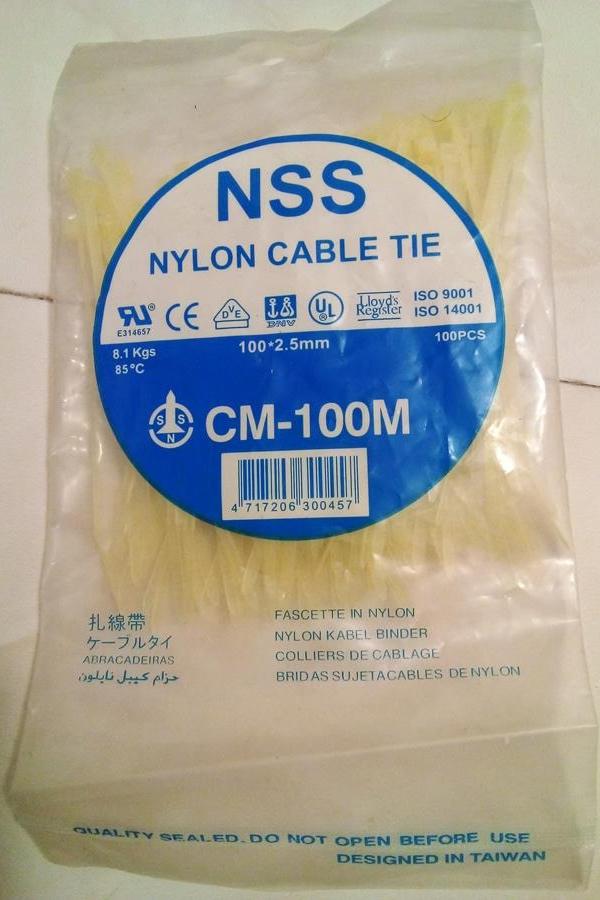 NSS
NYLON CABLE TIE
RU® CE DVE DNV UL® Lloyd's Register ISO 9001
E314657 ISO 14001
8.1 Kgs 100*2.5mm 100PCS
85°C
SSN CM-100M
4 717206 300457
扎線帶
ケーブルタイ
ABRACADEIRAS
حزام كيبل نايلون
FASCETTE IN NYLON
NYLON KABEL BINDER
COLLIERS DE CABLAGE
BRIDAS SUJETACABLES DE NYLON
QUALITY SEALED. DO NOT OPEN BEFORE USE
DESIGNED IN TAIWAN